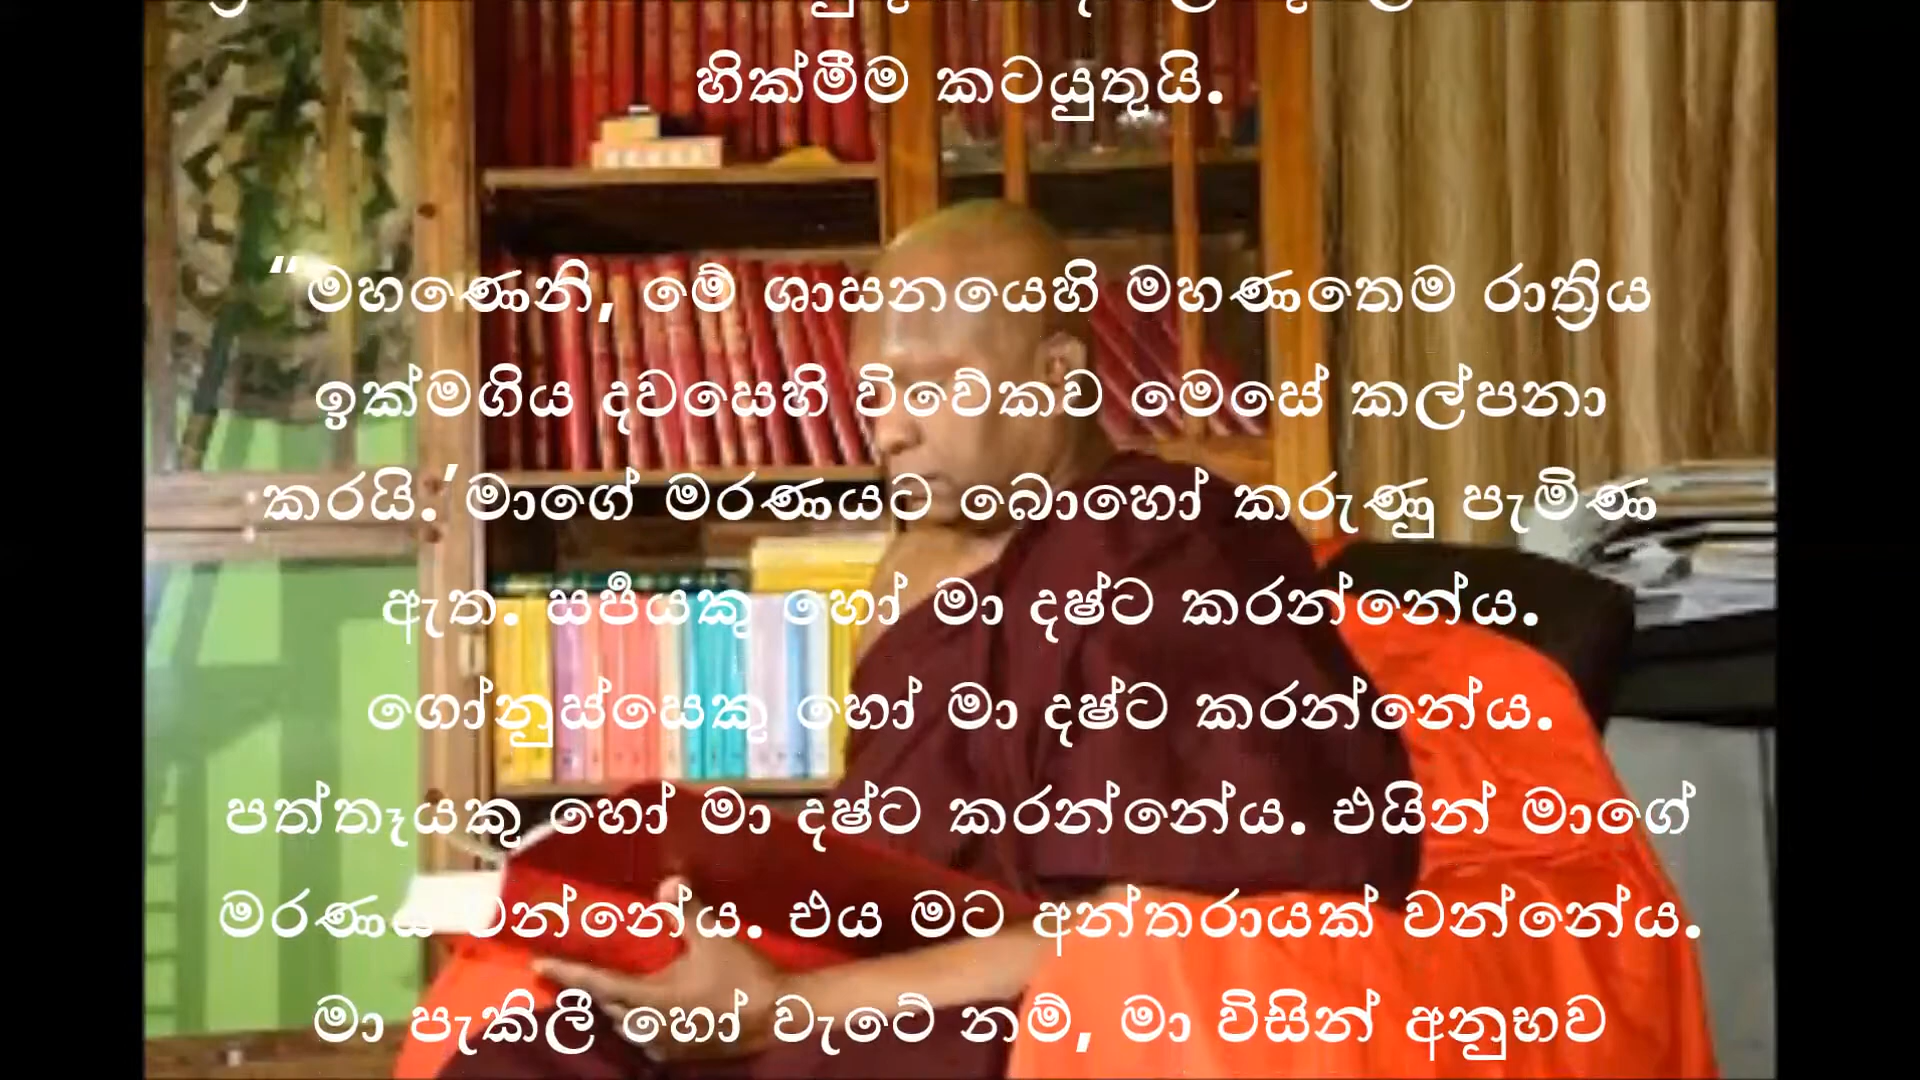 හික්මීම කටයුතුයි.
“මහණෙනි, මේ ශාසනයෙහි මහණතෙම රාත්‍රිය
ඉක්මගිය දවසෙහි විවේකව මෙසේ කල්පනා
කරයි.’මාගේ මරණයට බොහෝ කරුණු පැමිණ
ඇත. සර්පයකු හෝ මා දෂ්ට කරන්නේය.
ගෝනුස්සෙකු හෝ මා දෂ්ට කරන්නේය.
පත්තෑයකු හෝ මා දෂ්ට කරන්නේය. එයින් මාගේ
මරණය වන්නේය. එය මට අන්තරායක් වන්නේය.
මා පැකිලී හෝ වැටේ නම්, මා විසින් අනුභව